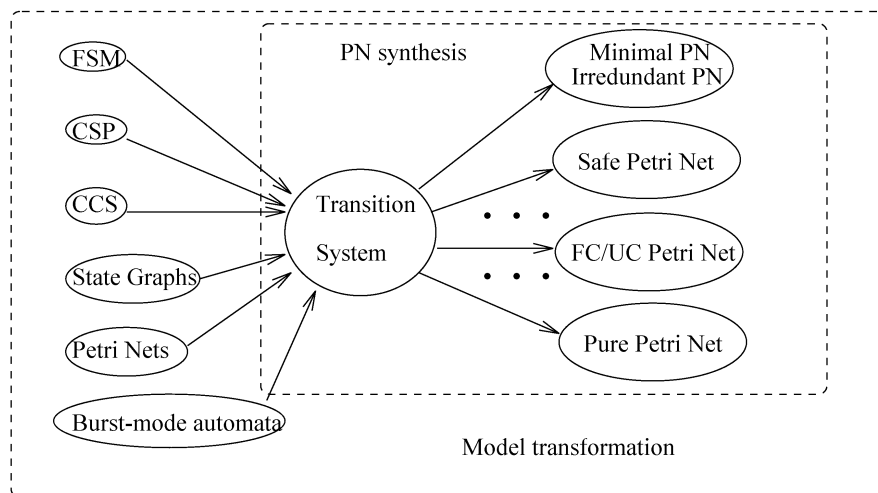 FSM
CSP
CCS
State Graphs
Petri Nets
Burst-mode automata
PN synthesis
Transition
System
Minimal PN
Irredundant PN
Safe Petri Net
FC/UC Petri Net
Pure Petri Net
Model transformation